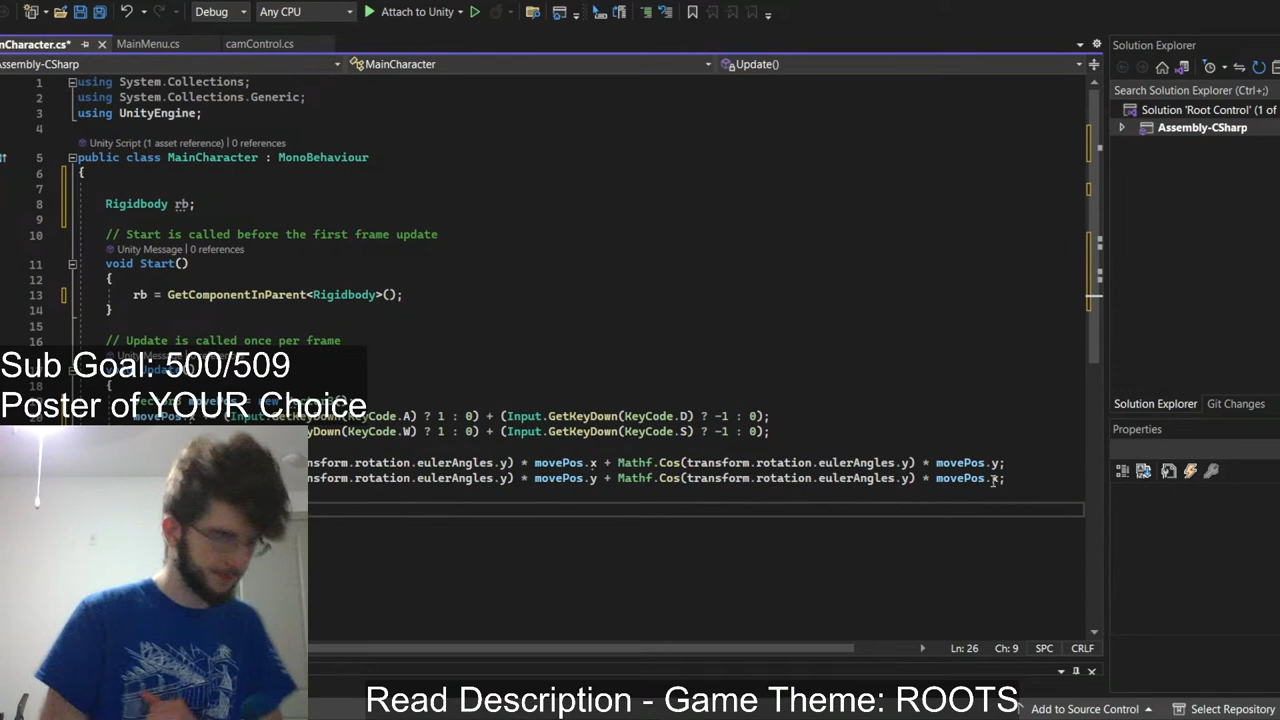 Debug Any CPU Attach to Unity
nCharacter.cs* MainMenu.cs camControl.cs
Assembly-CSharp MainCharacter Update()
1 using System.Collections;
2 using System.Collections.Generic;
3 using UnityEngine;
4
Unity Script (1 asset reference) | 0 references
5 public class MainCharacter : MonoBehaviour
6 {
7
8 Rigidbody rb;
9
10 // Start is called before the first frame update
Unity Message | 0 references
11 void Start()
12 {
13 rb = GetComponentInParent<Rigidbody>();
14 }
15
16 // Update is called once per frame
Sub Goal: 500/509
18 {
Poster of YOUR Choice
movePos.x = (Input.GetKeyDown(KeyCode.A) ? 1 : 0) + (Input.GetKeyDown(KeyCode.D) ? -1 : 0);
yDown(KeyCode.W) ? 1 : 0) + (Input.GetKeyDown(KeyCode.S) ? -1 : 0);
nsform.rotation.eulerAngles.y) * movePos.x + Mathf.Cos(transform.rotation.eulerAngles.y) * movePos.y;
nsform.rotation.eulerAngles.y) * movePos.y + Mathf.Cos(transform.rotation.eulerAngles.y) * movePos.x;
Ln: 26 Ch: 9 SPC CRLF
Solution Explorer
Search Solution Explorer (Ctrl+;)
Solution 'Root Control' (1 of
Assembly-CSharp
Solution Explorer Git Changes
Properties
Read Description - Game Theme: ROOTS
Add to Source Control Select Repository